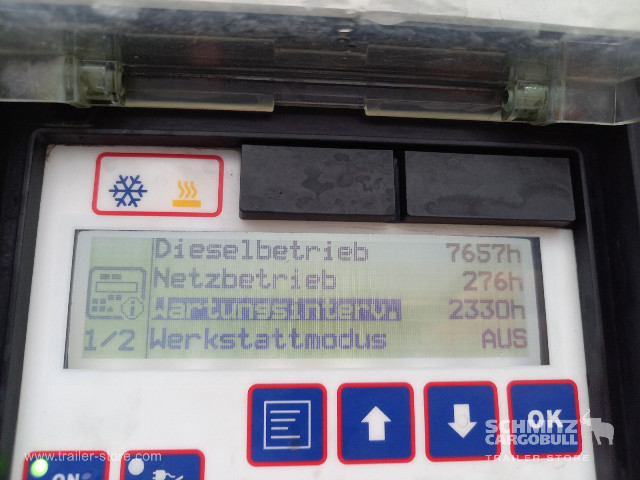 Dieselbetrieb 7657h
Netzbetrieb 276h
Wartungsinterv. 2330h
1/2 Werkstattmodus AUS
OK
SCHMITZ
CARGOBULL
TRAILER STORE
www.trailer-store.com
ON